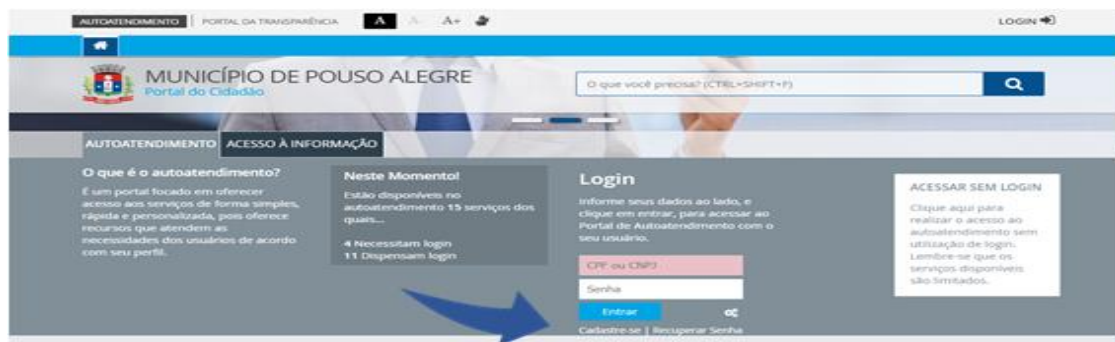 AUTOATENDIMENTO | PORTAL DA TRANSPARÊNCIA A A- A+ LOGIN
MUNICÍPIO DE POUSO ALEGRE
Portal do Cidadão
O que você precisa? (CTRL+SHIFT+F)
AUTOATENDIMENTO ACESSO À INFORMAÇÃO
O que é o autoatendimento?
É um portal focado em oferecer
acesso aos serviços de forma simples,
rápida e personalizada, pois oferece
recursos que atendem as
necessidades dos usuários de acordo
com seu perfil.
Neste Momento!
Estão disponíveis no
autoatendimento 15 serviços dos
quais...
4 Necessitam login
11 Dispensam login
Login
Informe seus dados ao lado, e
clique em entrar, para acessar ao
Portal de Autoatendimento com o
seu usuário.
CPF ou CNPJ
Senha
Entrar
Cadastre-se | Recuperar Senha
ACESSAR SEM LOGIN
Clique aqui para
realizar o acesso ao
autoatendimento sem
utilização de login.
Lembre-se que os
serviços disponíveis
são limitados.